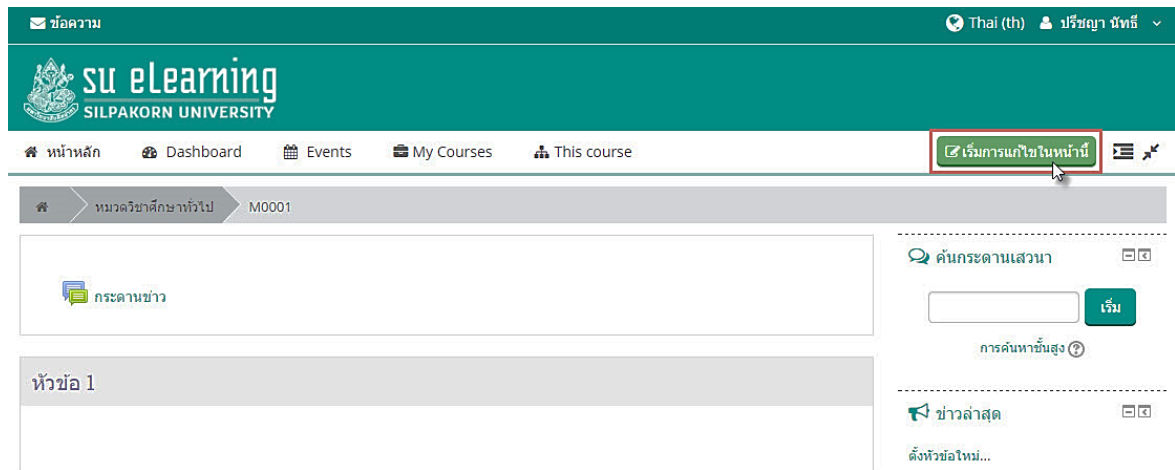 ข้อความ
Thai (th) ปรีชญา นัทธี
su eLearning
SILPAKORN UNIVERSITY
หน้าหลัก Dashboard Events My Courses This course
เริ่มการแก้ไขในหน้านี้
หมวดวิชาศึกษาทั่วไป M0001
กระดานข่าว
หัวข้อ 1
ค้นกระดานเสวนา
เริ่ม
การค้นหาชั้นสูง
ข่าวล่าสุด
ตั้งหัวข้อใหม่...